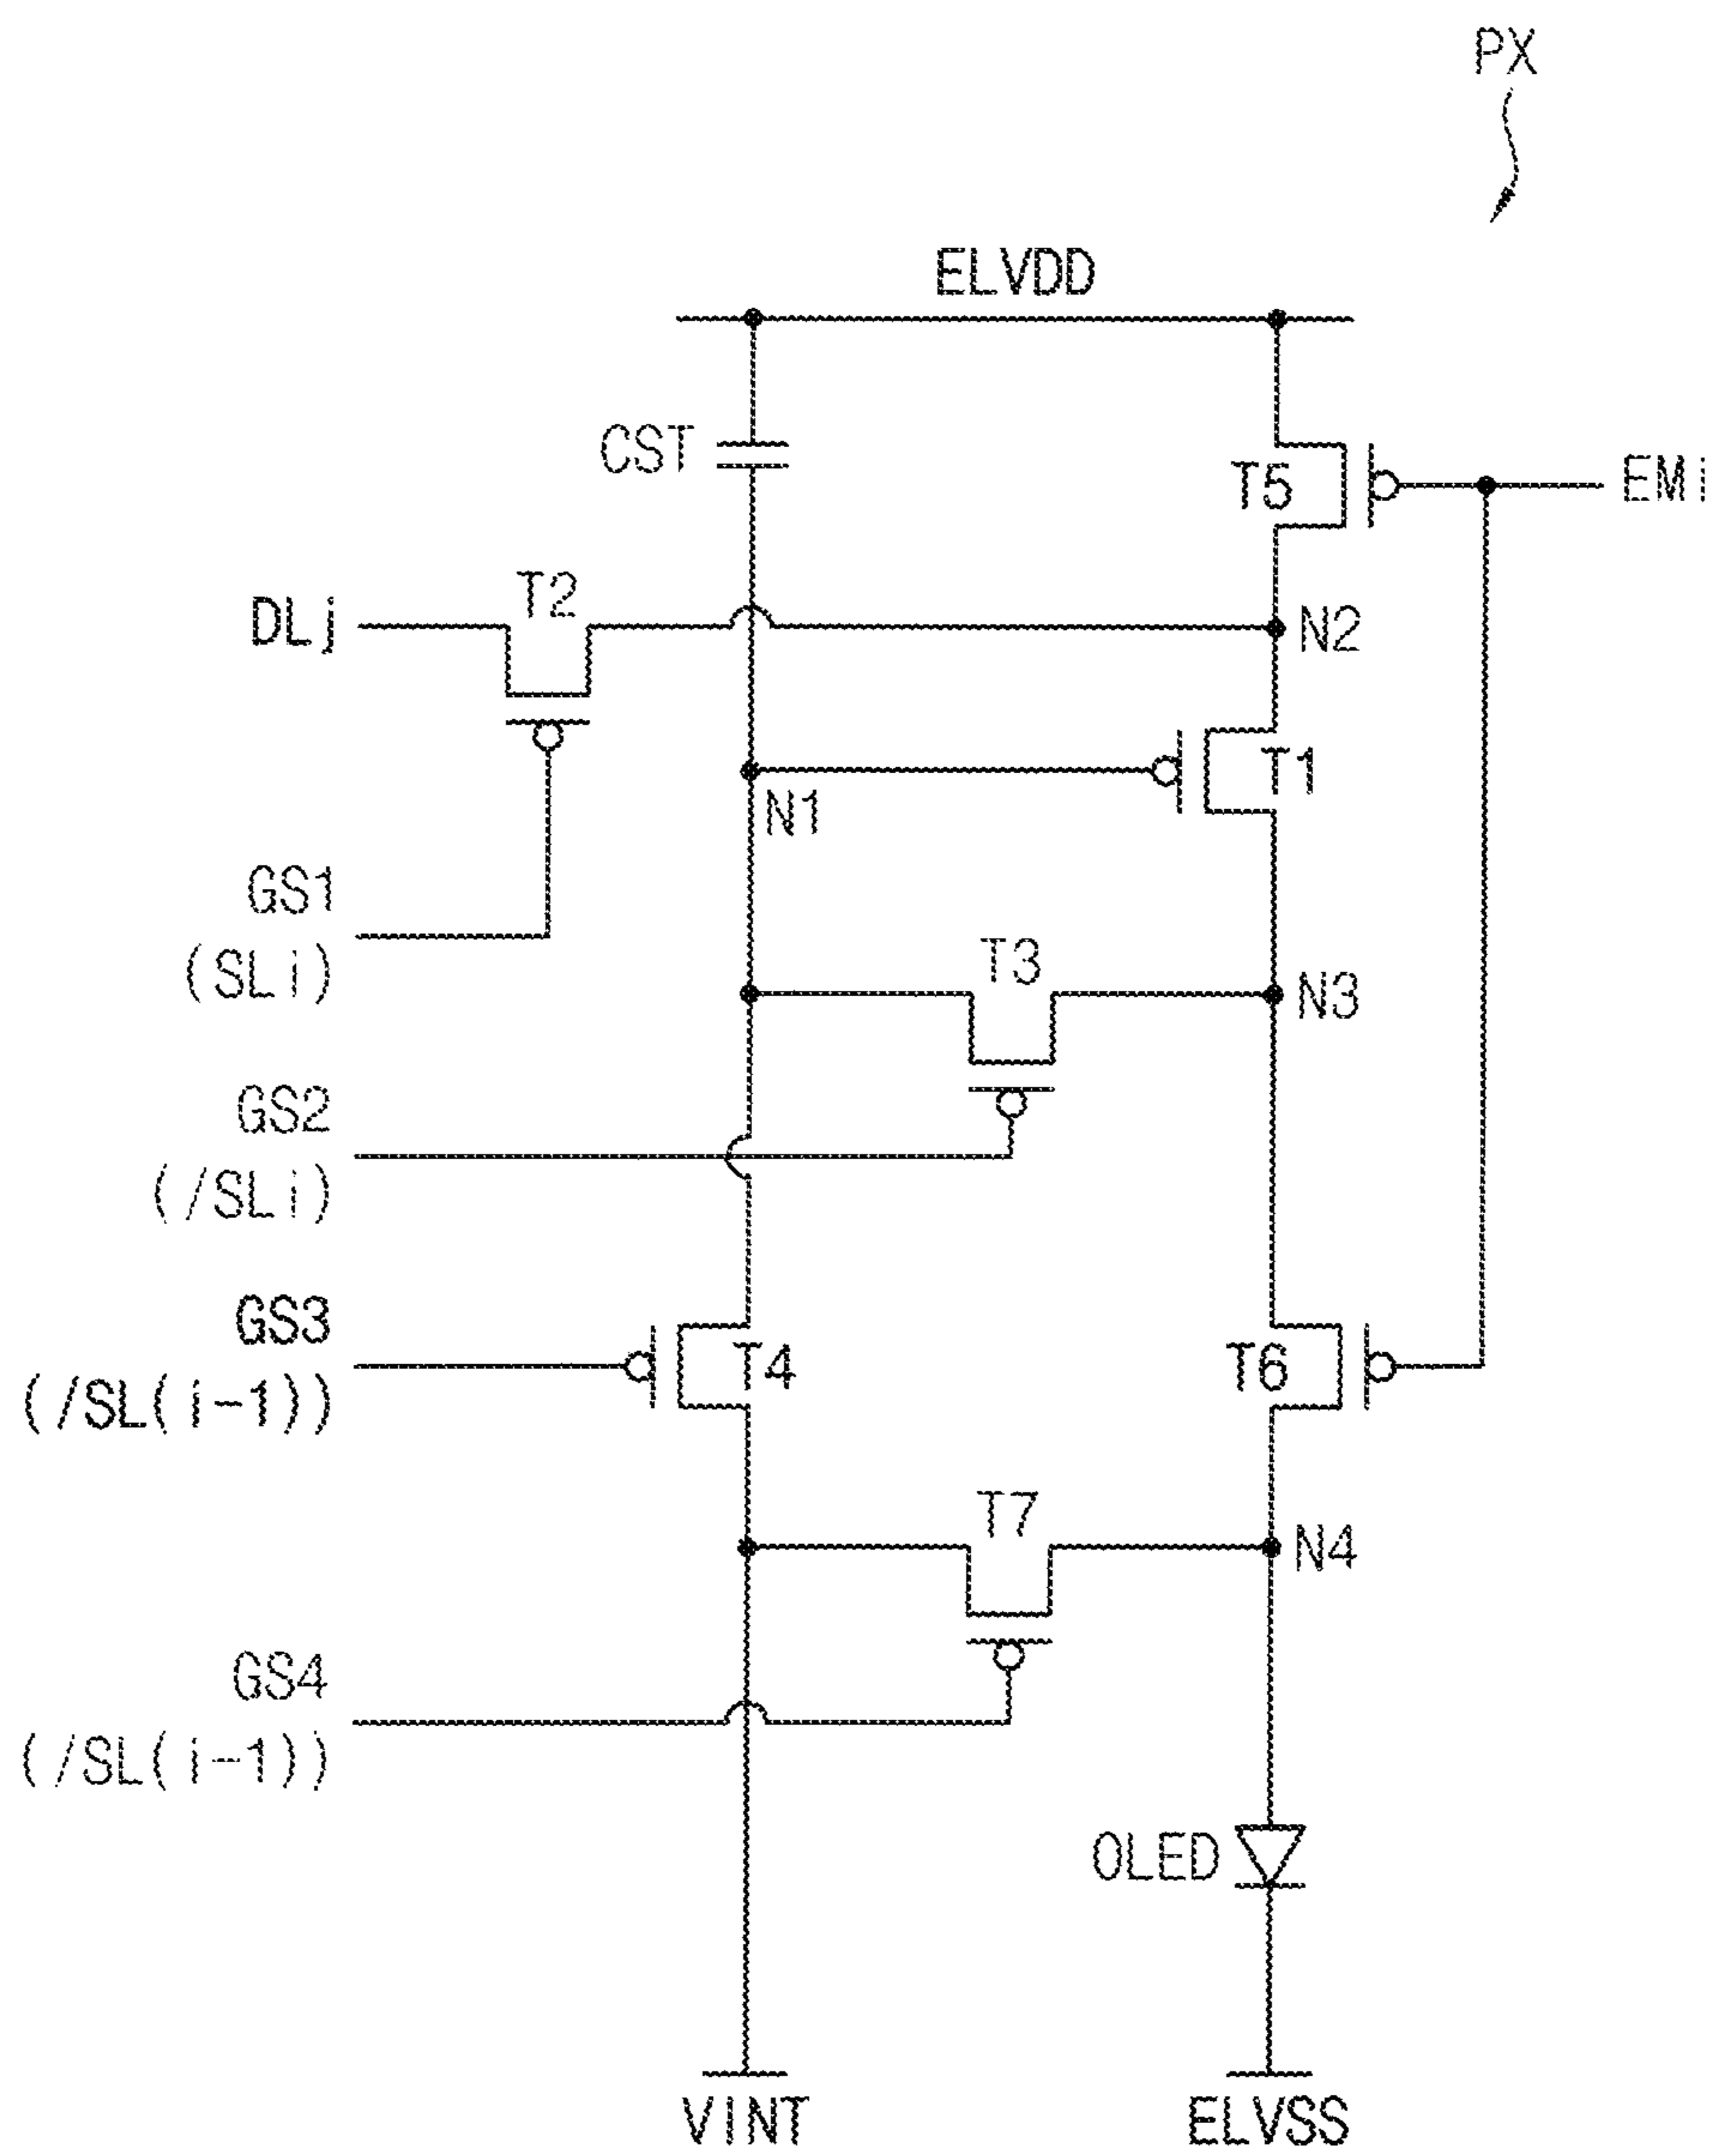 PX
ELVDD
CST
T5
EMi
T2
DLj
N2
T1
N1
GS1
(SLi)
T3
N3
GS2
(/SLi)
GS3
(/SL(i-1))
T4
T6
T7
N4
GS4
(/SL(i-1))
OLED
VINT
ELVSS